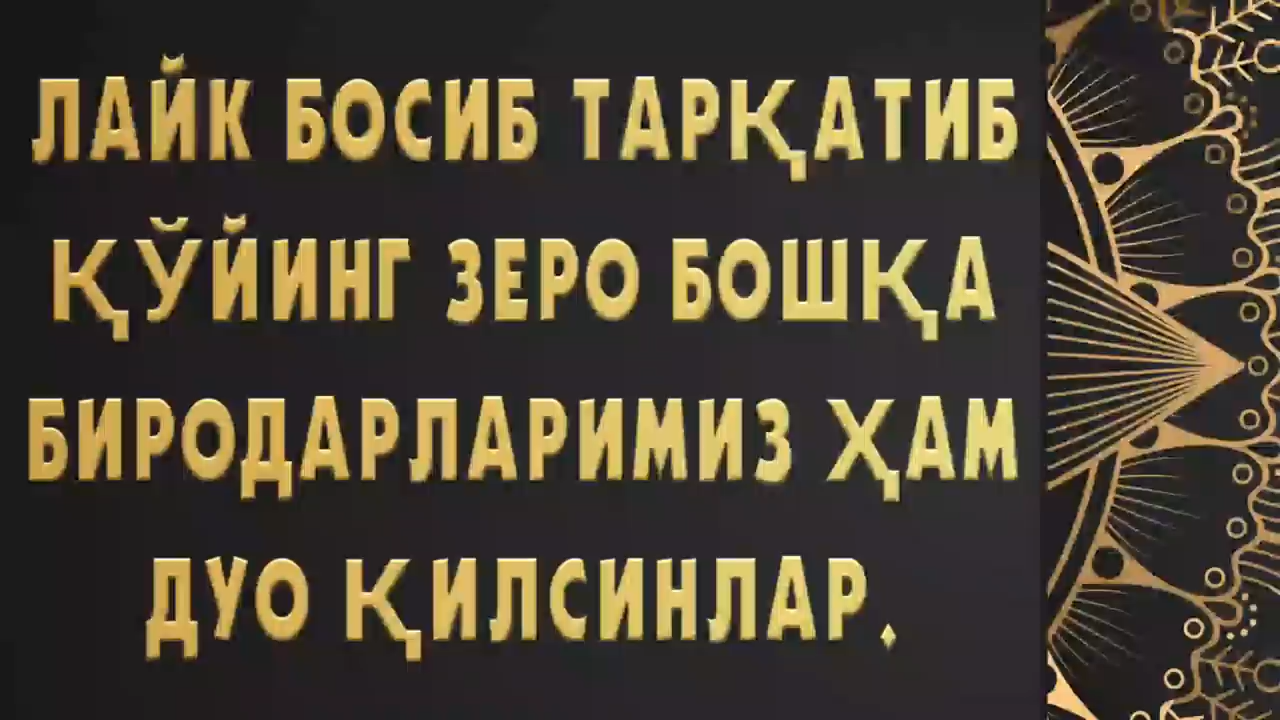 ЛАЙК БОСИБ ТАРҚАТИБ
ҚЎЙИНГ ЗЕРО БОШҚА
БИРОДАРЛАРИМИЗ ҲАМ
ДУО ҚИЛСИНЛАР.